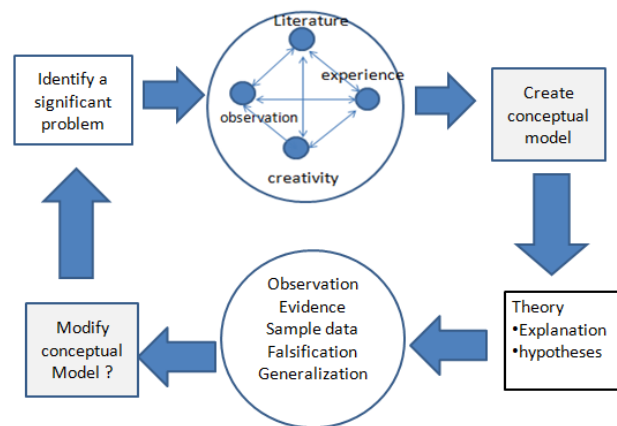 Literature
Identify a
significant
problem
experience
observation
creativity
Create
conceptual
model
Theory
•Explanation
•hypotheses
Observation
Evidence
Sample data
Falsification
Generalization
Modify
conceptual
Model ?